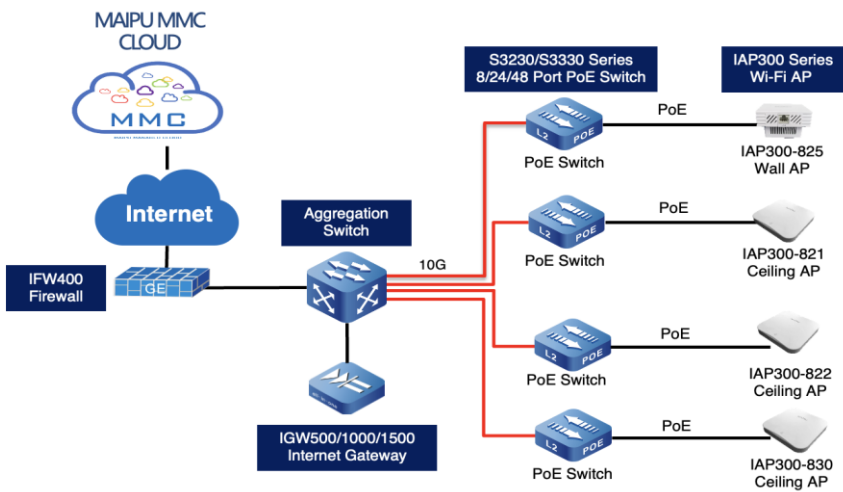 MAIPU MMC
CLOUD
MMC
Internet
IFW400
Firewall
GE
Aggregation
Switch
10G
IGW500/1000/1500
Internet Gateway
S3230/S3330 Series
8/24/48 Port PoE Switch
IAP300 Series
Wi-Fi AP
L2 POE
PoE Switch
PoE
IAP300-825
Wall AP
L2 POE
PoE Switch
PoE
IAP300-821
Ceiling AP
L2 POE
PoE Switch
PoE
IAP300-822
Ceiling AP
L2 POE
PoE Switch
PoE
IAP300-830
Ceiling AP